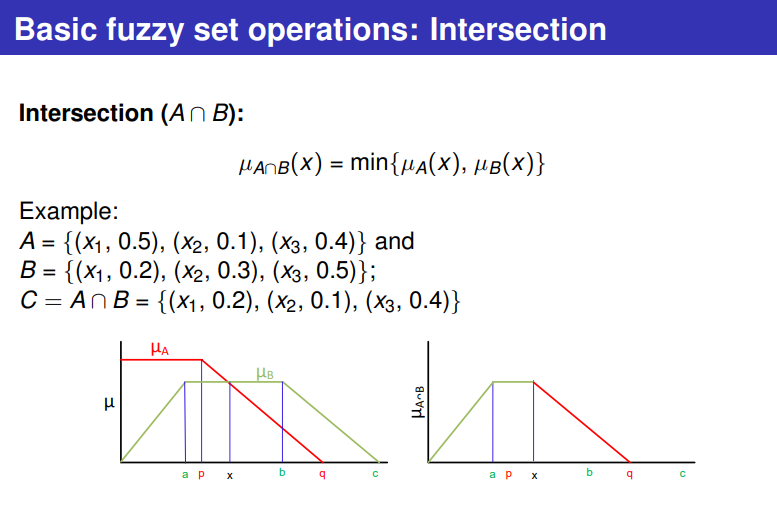 Basic fuzzy set operations: Intersection
Intersection (A ∩ B):
μA∩B(x) = min{μA(x), μB(x)}
Example:
A = {(x1, 0.5), (x2, 0.1), (x3, 0.4)} and
B = {(x1, 0.2), (x2, 0.3), (x3, 0.5)};
C = A ∩ B = {(x1, 0.2), (x2, 0.1), (x3, 0.4)}
μA
μB
μ
a p x b q c
μA∩B
a p x b q c